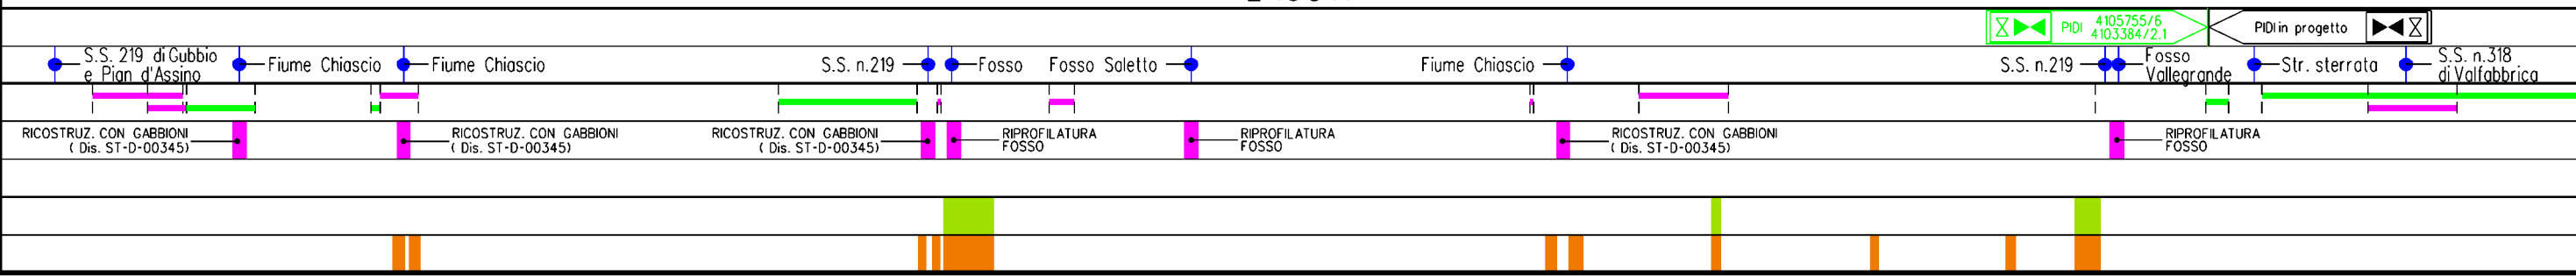 PIDI 4105755/6
4103384/2.1
PIDI in progetto
S.S. 219 di Gubbio
e Pian d'Assino
Fiume Chiascio
Fiume Chiascio
S.S. n.219
Fosso
Fosso Saletto
Fiume Chiascio
S.S. n.219
Fosso
Vallegrande
Str. sterrata
S.S. n.318
di Valfabbrica
RICOSTRUZ. CON GABBIONI
( Dis. ST-D-00345)
RICOSTRUZ. CON GABBIONI
( Dis. ST-D-00345)
RICOSTRUZ. CON GABBIONI
( Dis. ST-D-00345)
RIPROFILATURA
FOSSO
RIPROFILATURA
FOSSO
RICOSTRUZ. CON GABBIONI
( Dis. ST-D-00345)
RIPROFILATURA
FOSSO